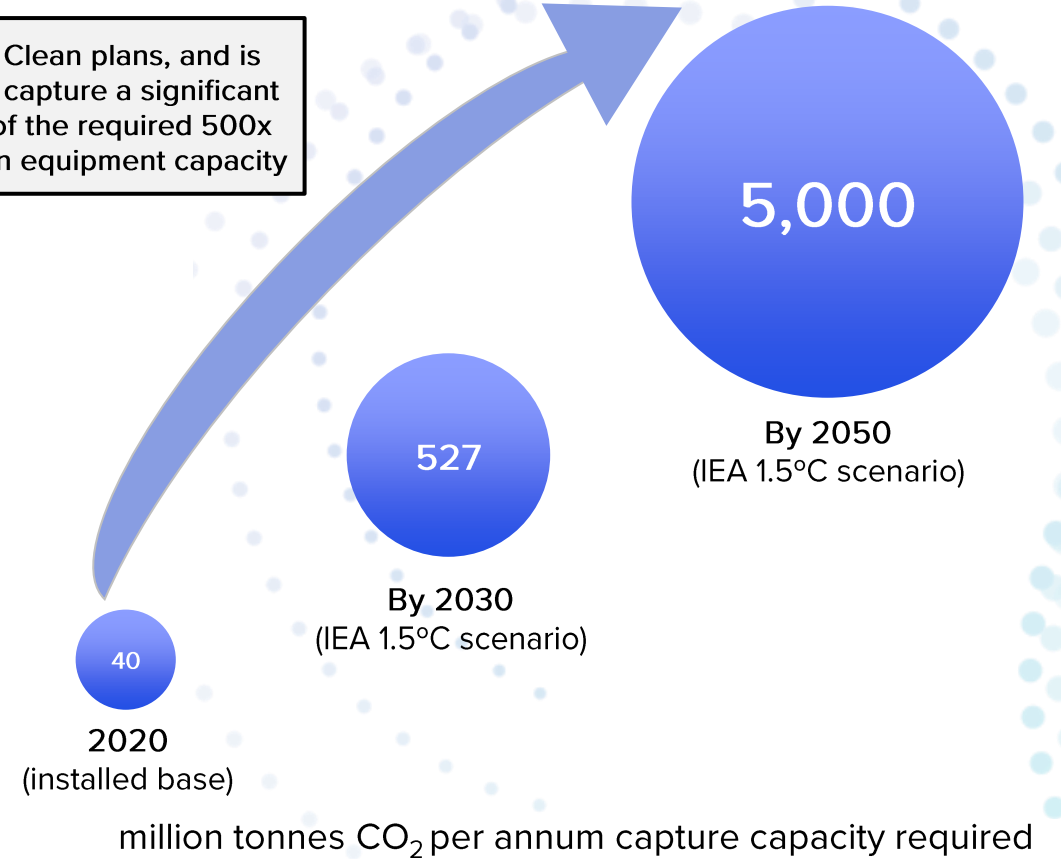 Clean plans, and is
capture a significant
of the required 500x
n equipment capacity
5,000
By 2050
(IEA 1.5ºC scenario)
527
By 2030
(IEA 1.5ºC scenario)
40
2020
(installed base)
million tonnes CO₂ per annum capture capacity required